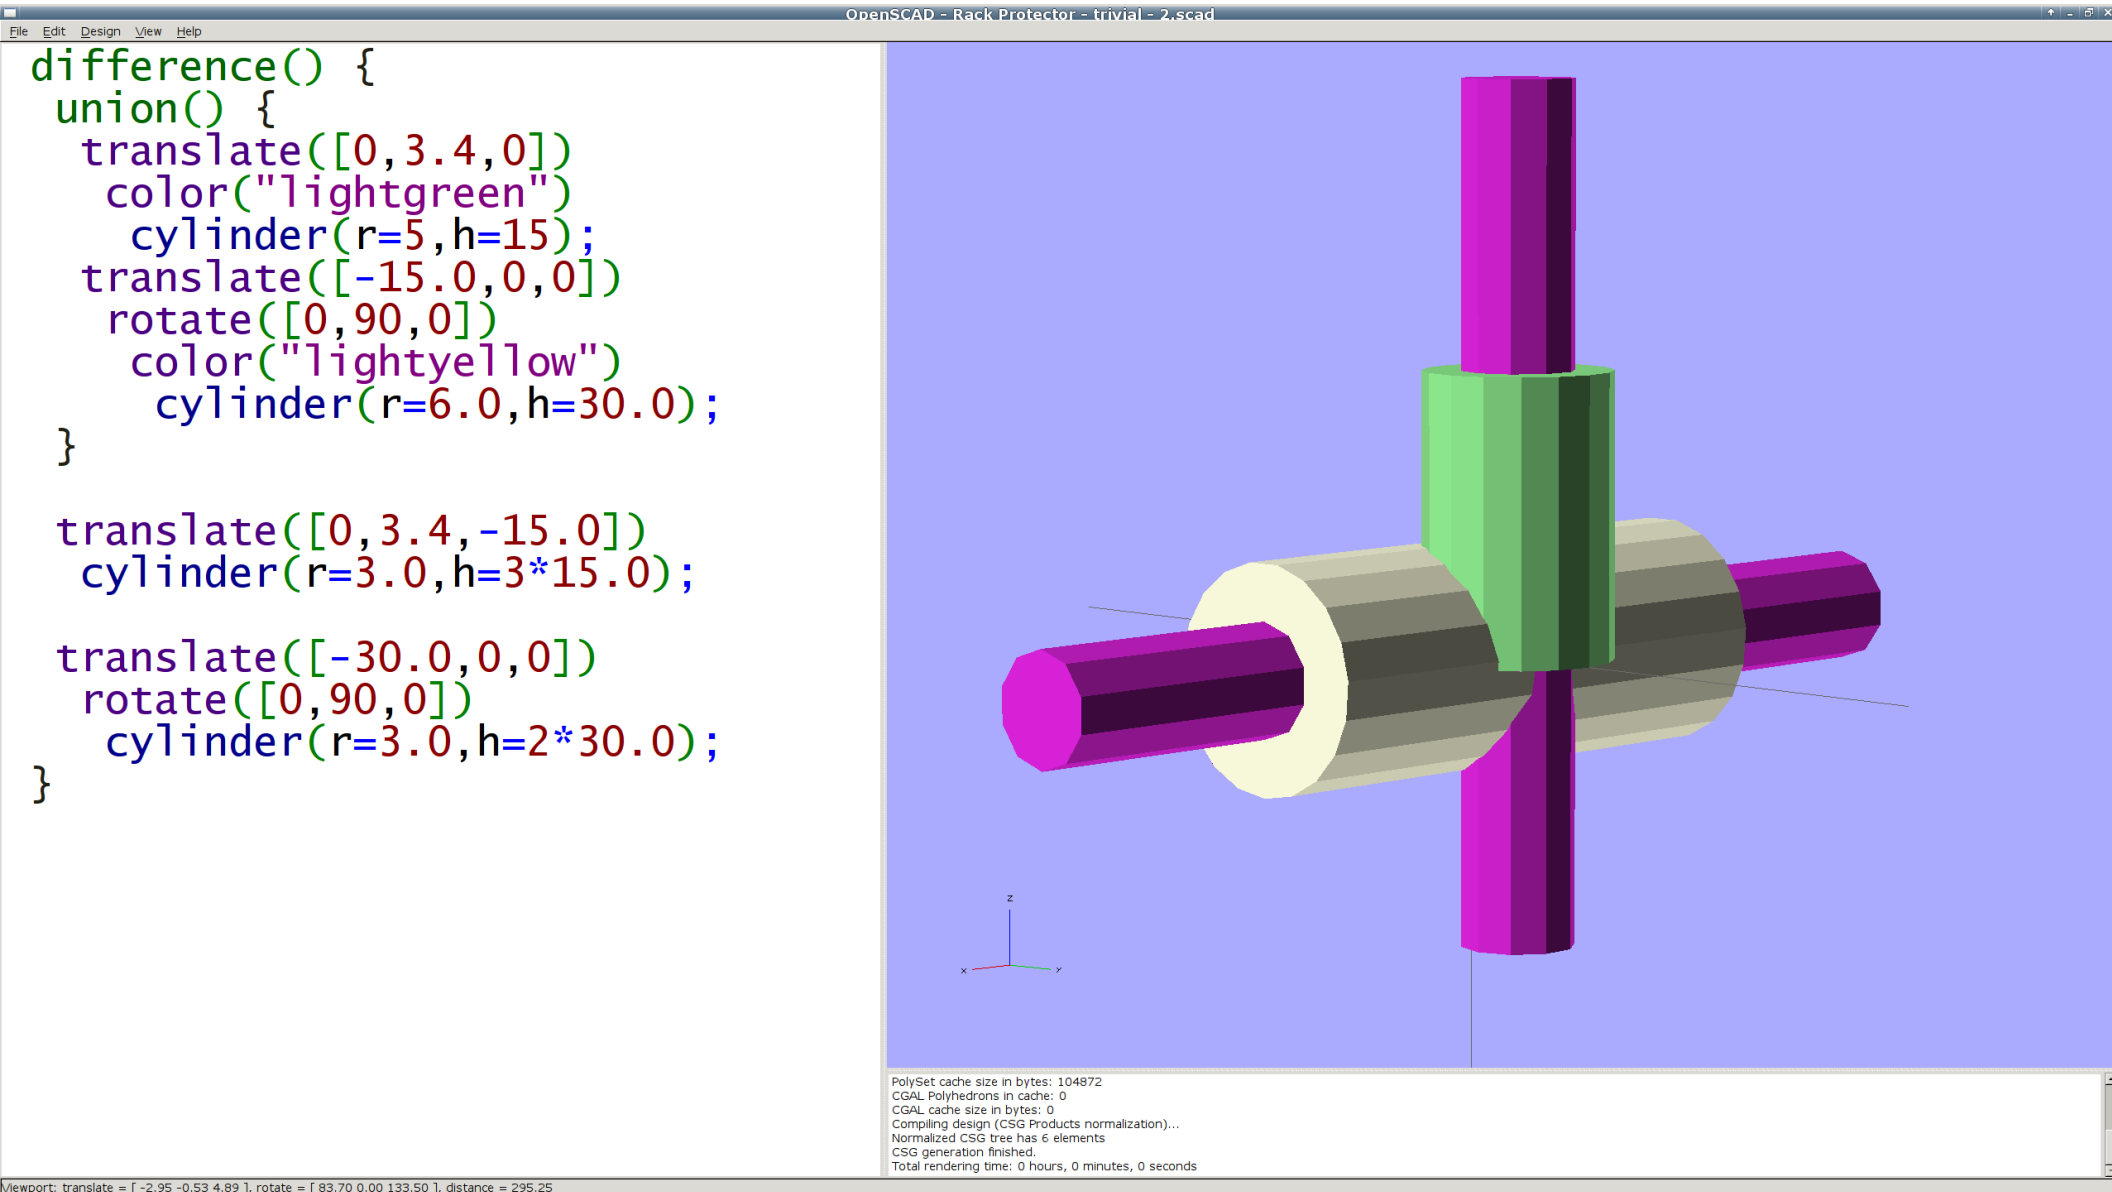 OpenSCAD - Rack Protector - trivial - 2.scad
File Edit Design View Help
difference() {
union() {
translate([0,3.4,0])
color("lightgreen")
cylinder(r=5,h=15);
translate([-15.0,0,0])
rotate([0,90,0])
color("lightyellow")
cylinder(r=6.0,h=30.0);
}
translate([0,3.4,-15.0])
cylinder(r=3.0,h=3*15.0);
translate([-30.0,0,0])
rotate([0,90,0])
cylinder(r=3.0,h=2*30.0);
}
z
x y
PolySet cache size in bytes: 104872
CGAL Polyhedrons in cache: 0
CGAL cache size in bytes: 0
Compiling design (CSG Products normalization)...
Normalized CSG tree has 6 elements
CSG generation finished.
Total rendering time: 0 hours, 0 minutes, 0 seconds
Viewport: translate = [ -2.95 -0.53 4.89 ], rotate = [ 83.70 0.00 133.50 ], distance = 295.25